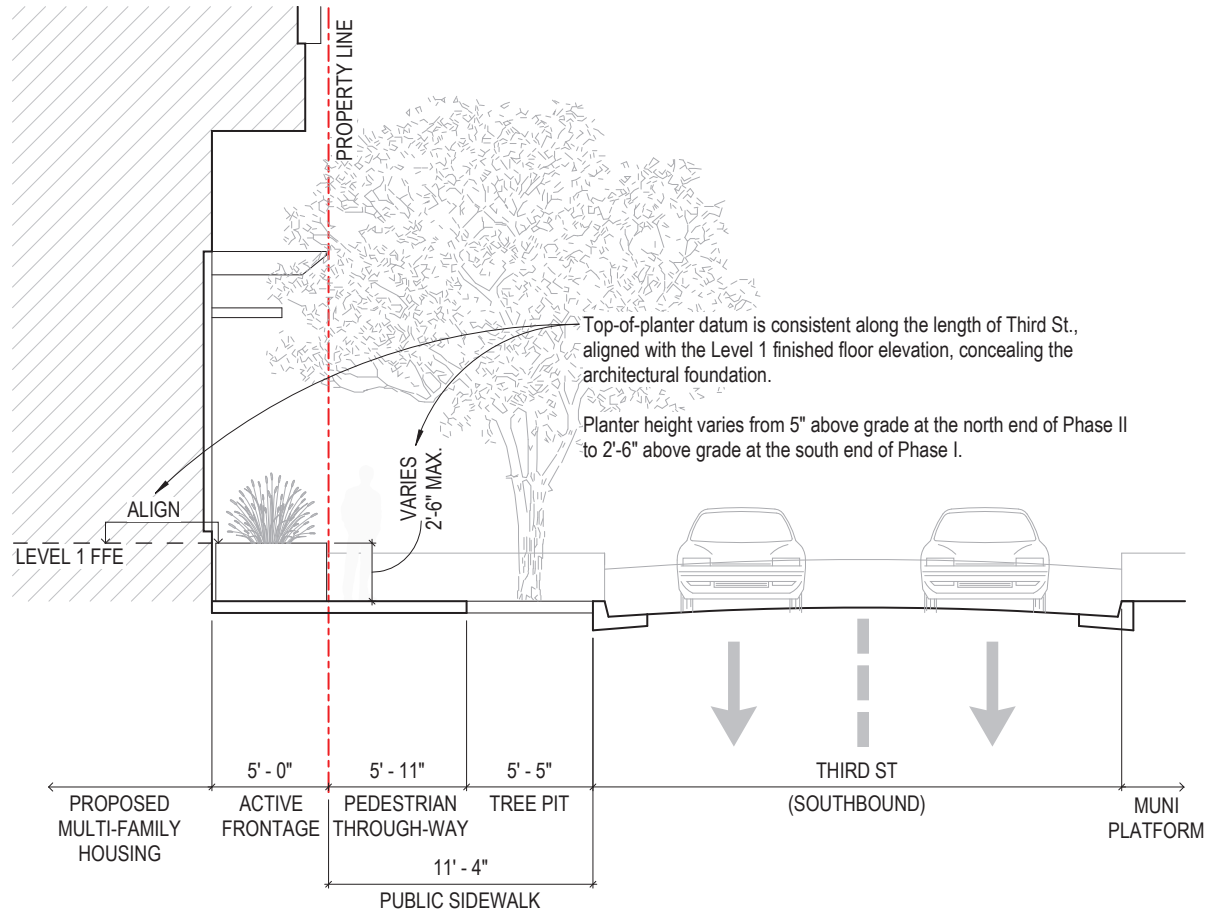 PROPERTY LINE
Top-of-planter datum is consistent along the length of Third St.,
aligned with the Level 1 finished floor elevation, concealing the
architectural foundation.
Planter height varies from 5" above grade at the north end of Phase II
to 2'-6" above grade at the south end of Phase I.
VARIES
2'-6" MAX.
ALIGN
LEVEL 1 FFE
5' - 0"
5' - 11"
5' - 5"
THIRD ST
(SOUTHBOUND)
PROPOSED
MULTI-FAMILY
HOUSING
ACTIVE
FRONTAGE
PEDESTRIAN
THROUGH-WAY
TREE PIT
MUNI
PLATFORM
11' - 4"
PUBLIC SIDEWALK